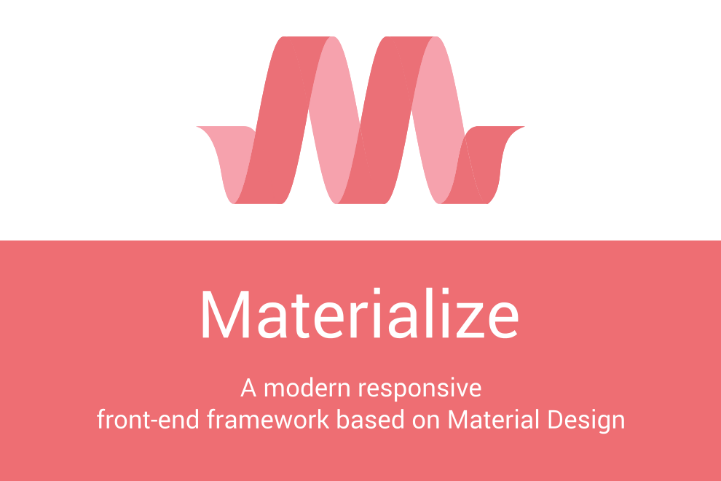 Materialize
A modern responsive
front-end framework based on Material Design